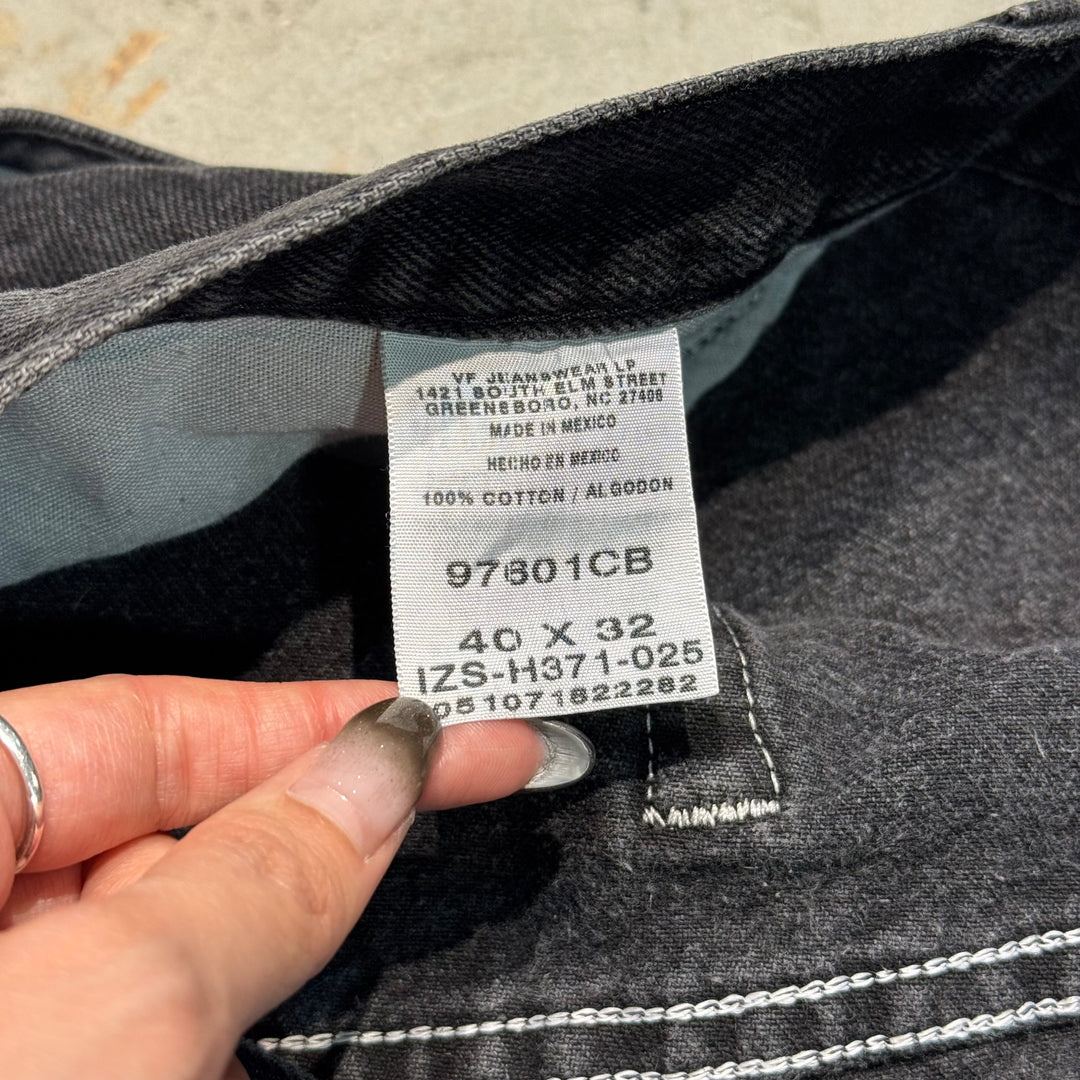 VF JEANSWEAR LP
1421 SOUTH ELM STREET
GREENSBORO, NC 27406
MADE IN MEXICO
HECHO EN MEXICO
100% COTTON / ALGODON
97601CB
40 X 32
IZS-H371-025
051071822282